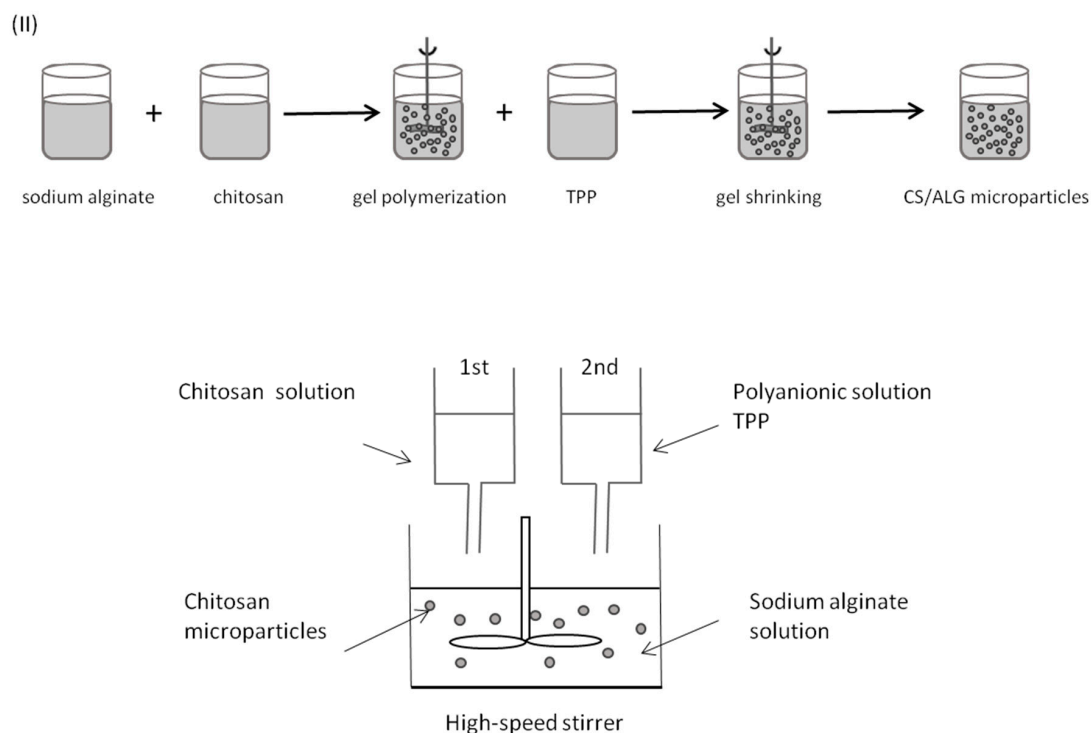 (II)
+
+
sodium alginate
chitosan
gel polymerization
TPP
gel shrinking
CS/ALG microparticles
1st
2nd
Chitosan solution
Polyanionic solution
TPP
Chitosan
microparticles
Sodium alginate
solution
High-speed stirrer